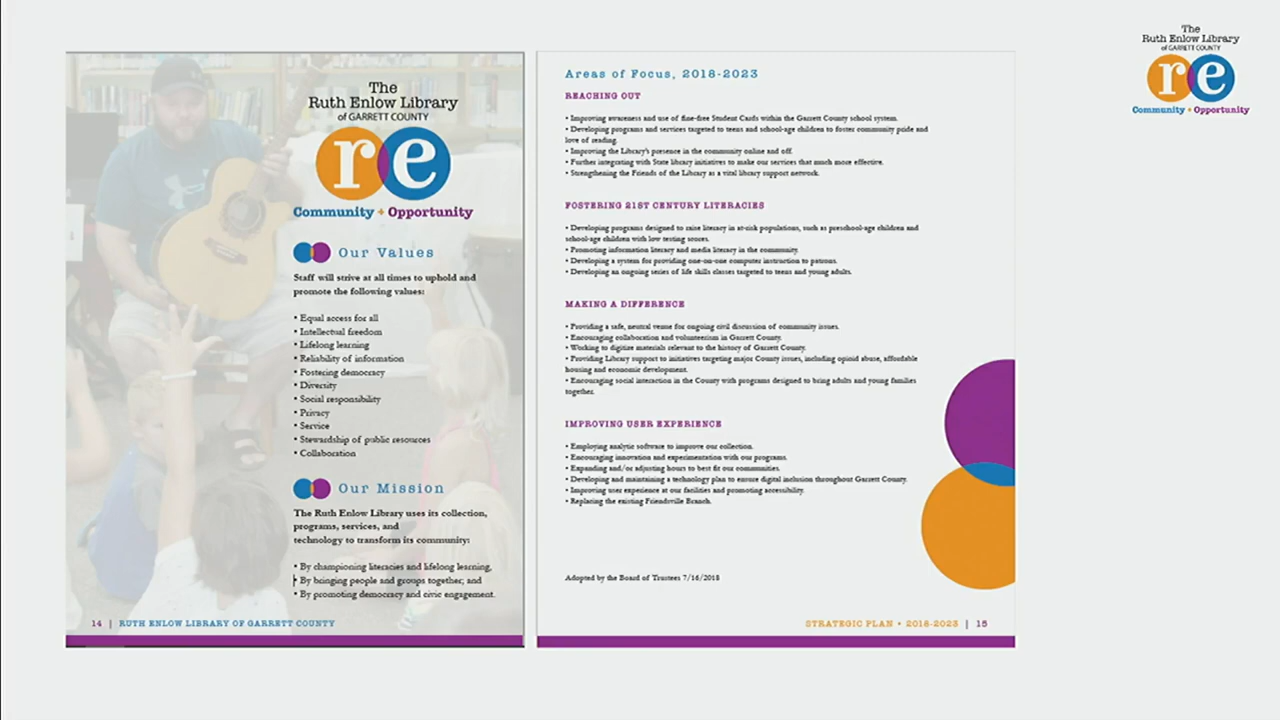 The
Ruth Enlow Library
of GARRETT COUNTY
re
Community + Opportunity
Our Values
Staff will strive at all times to uphold and
promote the following values:
• Equal access for all
• Intellectual freedom
• Lifelong learning
• Reliability of information
• Fostering democracy
• Diversity
• Social responsibility
• Privacy
• Service
• Stewardship of public resources
• Collaboration
Our Mission
The Ruth Enlow Library uses its collection,
programs, services, and
technology to transform its community:
• By championing literacies and lifelong learning,
• By bringing people and groups together, and
• By promoting democracy and civic engagement.
14 | RUTH ENLOW LIBRARY OF GARRETT COUNTY
Areas of Focus, 2018-2023
REACHING OUT
• Improving awareness and use of fine-free Student Cards within the Garrett County school system.
• Developing programs and services targeted to teens and school-age children to foster community pride and
love of reading.
• Improving the Library's presence in the community online and off.
• Further integrating with State library initiatives to make our services that much more effective.
• Strengthening the Friends of the Library as a vital library support network.
FOSTERING 21ST CENTURY LITERACIES
• Developing programs designed to raise literacy in at-risk populations, such as preschool-age children and
school-age children with low testing scores.
• Promoting information literacy and media literacy in the community.
• Developing a system for providing one-on-one computer instruction to patrons.
• Developing an ongoing series of life skills classes targeted to teens and young adults.
MAKING A DIFFERENCE
• Providing a safe, neutral venue for ongoing civil discussion of community issues.
• Encouraging collaboration and volunteerism in Garrett County.
• Working to digitize materials relevant to the history of Garrett County.
• Providing Library support to initiatives targeting major County issues, including opioid abuse, affordable
housing and economic development.
• Encouraging social interaction in the County with programs designed to bring adults and young families
together.
IMPROVING USER EXPERIENCE
• Employing analytic software to improve our collection.
• Encouraging innovation and experimentation with our programs.
• Expanding and/or adjusting hours to best fit our communities.
• Developing and maintaining a technology plan to ensure digital inclusion throughout Garrett County.
• Improving user experience at our facilities and promoting accessibility.
• Replacing the existing Friendsville Branch.
Adopted by the Board of Trustees 7/16/2018
STRATEGIC PLAN • 2018-2023 | 15
The
Ruth Enlow Library
of GARRETT COUNTY
re
Community + Opportunity